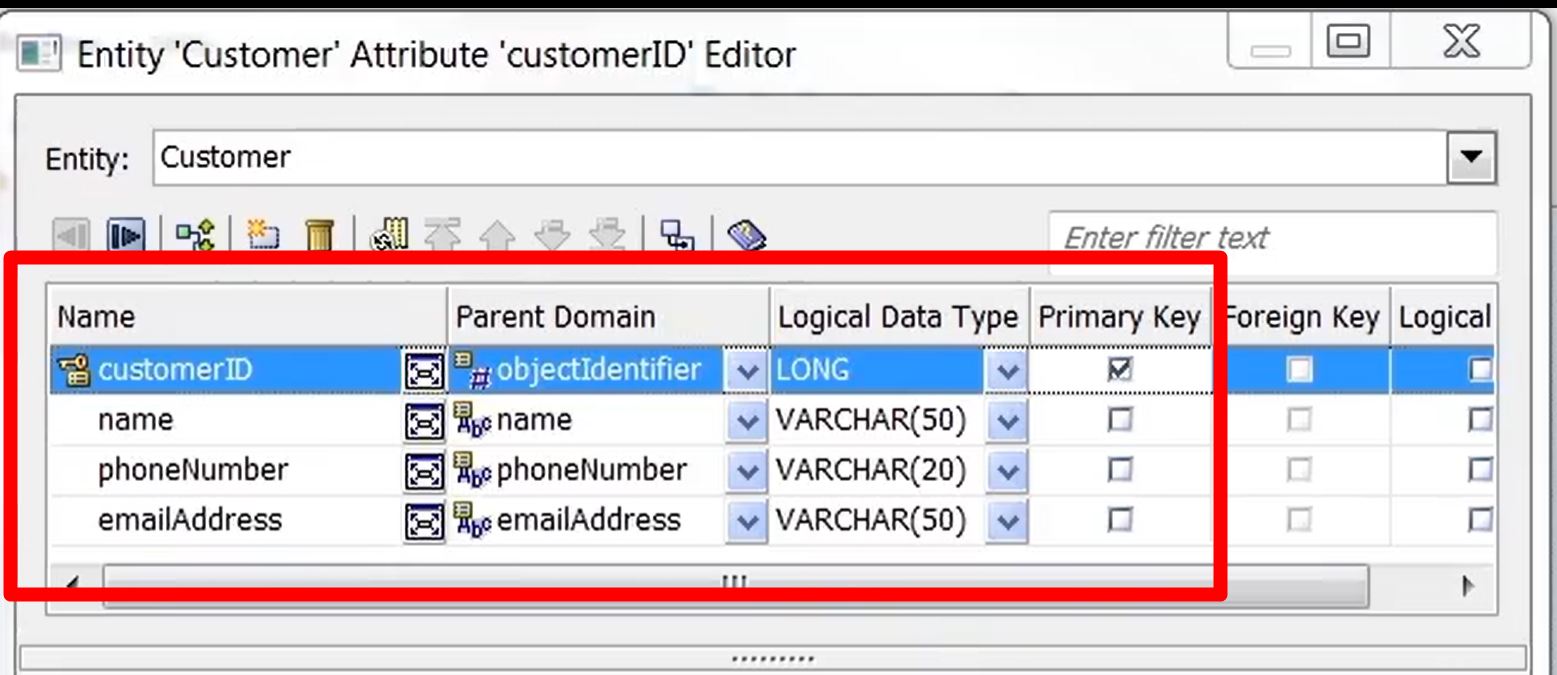 Entity 'Customer' Attribute 'customerID' Editor
Entity: Customer
Enter filter text
Name Parent Domain Logical Data Type Primary Key Foreign Key Logical
customerID objectIdentifier LONG
name name VARCHAR(50)
phoneNumber phoneNumber VARCHAR(20)
emailAddress emailAddress VARCHAR(50)